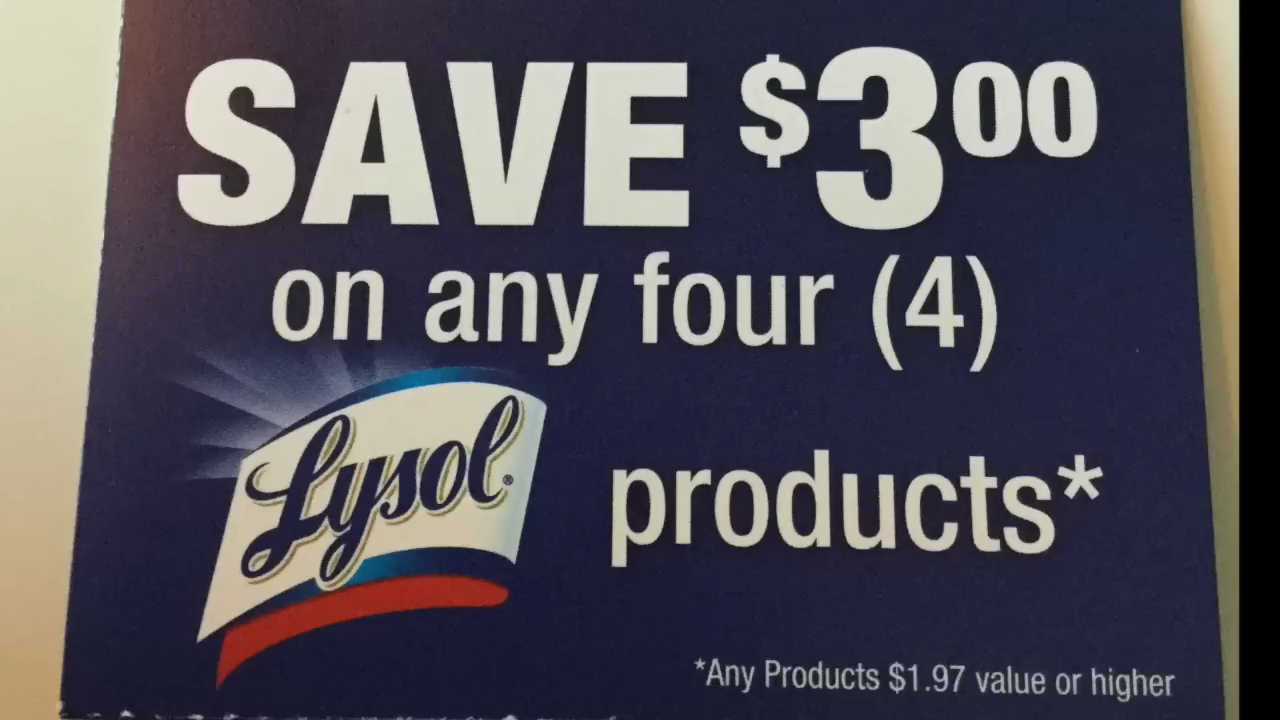 SAVE $3.00
on any four (4)
Lysol® products*
*Any Products $1.97 value or higher